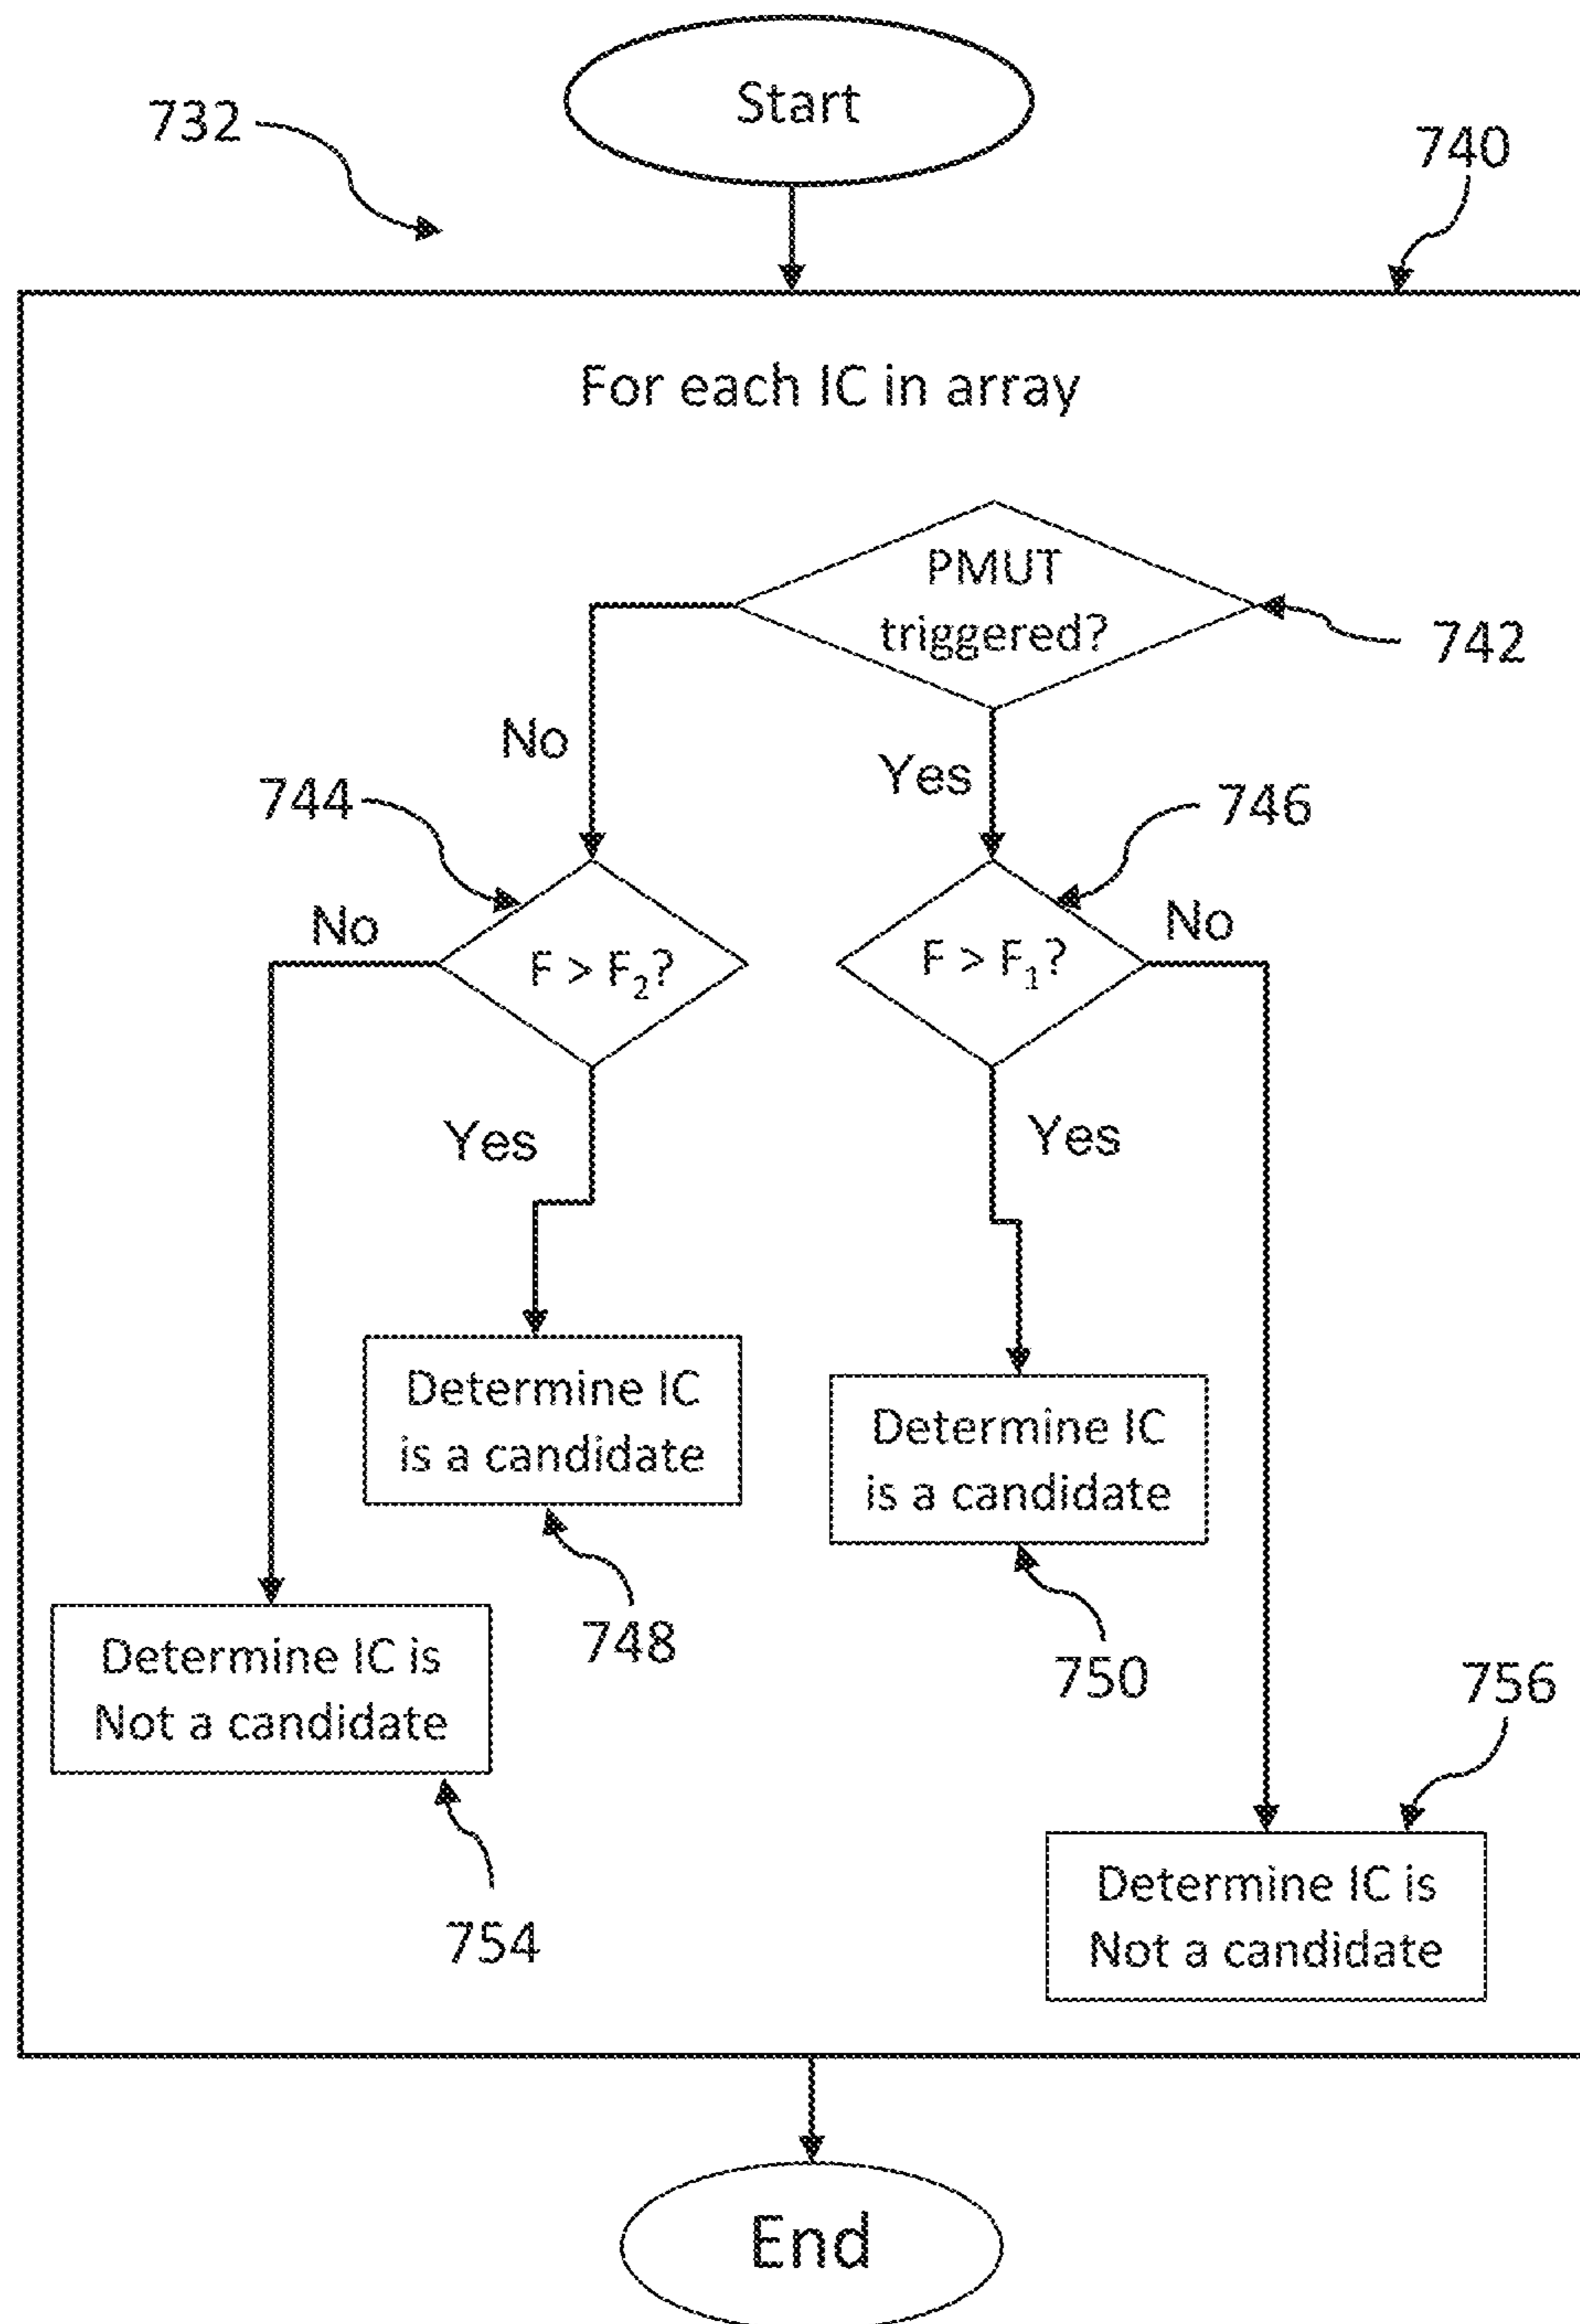 Start
732
740
For each IC in array
PMUT
triggered?
742
No
Yes
744
746
No
No
F > F₂?
F > F₁?
Yes
Yes
Determine IC
is a candidate
Determine IC
is a candidate
748
Determine IC is
Not a candidate
750
756
754
Determine IC is
Not a candidate
End